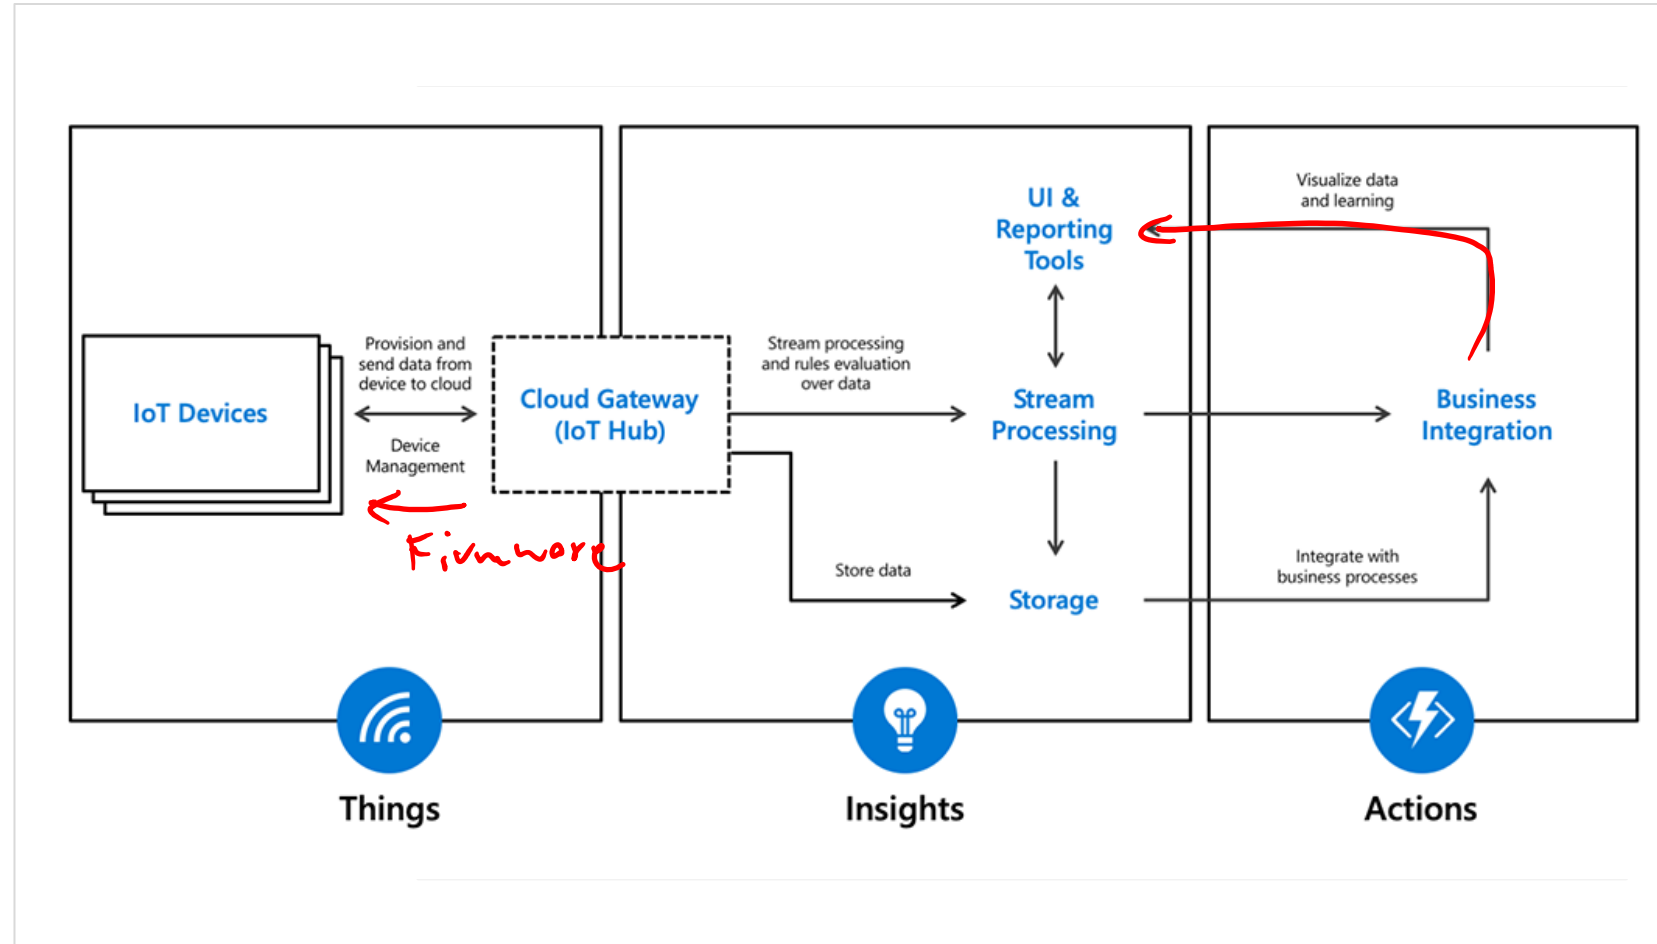 Visualize data
and learning
UI &
Reporting
Tools
Provision and
send data from
device to cloud
Stream processing
and rules evaluation
over data
IoT Devices
Cloud Gateway
(IoT Hub)
Stream
Processing
Business
Integration
Device
Management
Firmware
Store data
Integrate with
business processes
Storage
Things
Insights
Actions